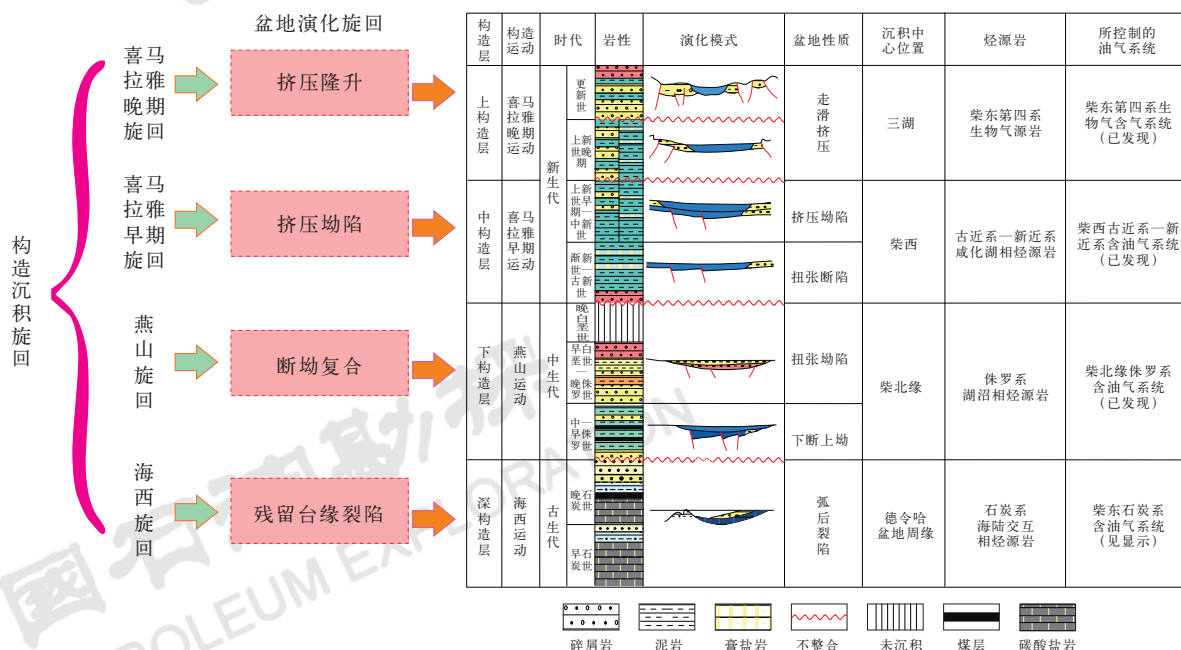 盆地演化旋回
构造沉积旋回
喜马
拉雅
晚期
旋回
挤压隆升
喜马
拉雅
早期
旋回
挤压坳陷
燕山旋回
断坳复合
海西旋回
残留台缘裂陷
构造层
构造运动
时代
岩性
演化模式
盆地性质
沉积中
心位置
烃源岩
所控制的
油气系统
上构造层
喜马
拉雅
晚期
运动
新生代
更新世
上新
世晚
期
走滑挤压
三湖
柴东第四系
生物气源岩
柴东第四系生
物气含气系统
(已发现)
中构造层
喜马
拉雅
早期
运动
上新
世早
期—
中新
世
挤压坳陷
渐新
世—
古新
世
扭张断陷
柴西
古近系—新近系
咸化湖相烃源岩
柴西古近系—新
近系含油气系统
(已发现)
下构造层
燕山运动
中生代
晚白垩世
早白
垩世
—
晚侏
罗世
扭张坳陷
中—
早侏
罗世
下断上坳
柴北缘
侏罗系
湖沼相烃源岩
柴北缘侏罗系
含油气系统
(已发现)
深构造层
海西运动
古生代
晚石
炭世
早石
炭世
弧后裂陷
德令哈
盆地周缘
石炭系
海陆交互
相烃源岩
柴东石炭系
含油气系统
(见显示)
碎屑岩
泥岩
膏盐岩
不整合
未沉积
煤层
碳酸盐岩
PETROLEUM EXPLORATION